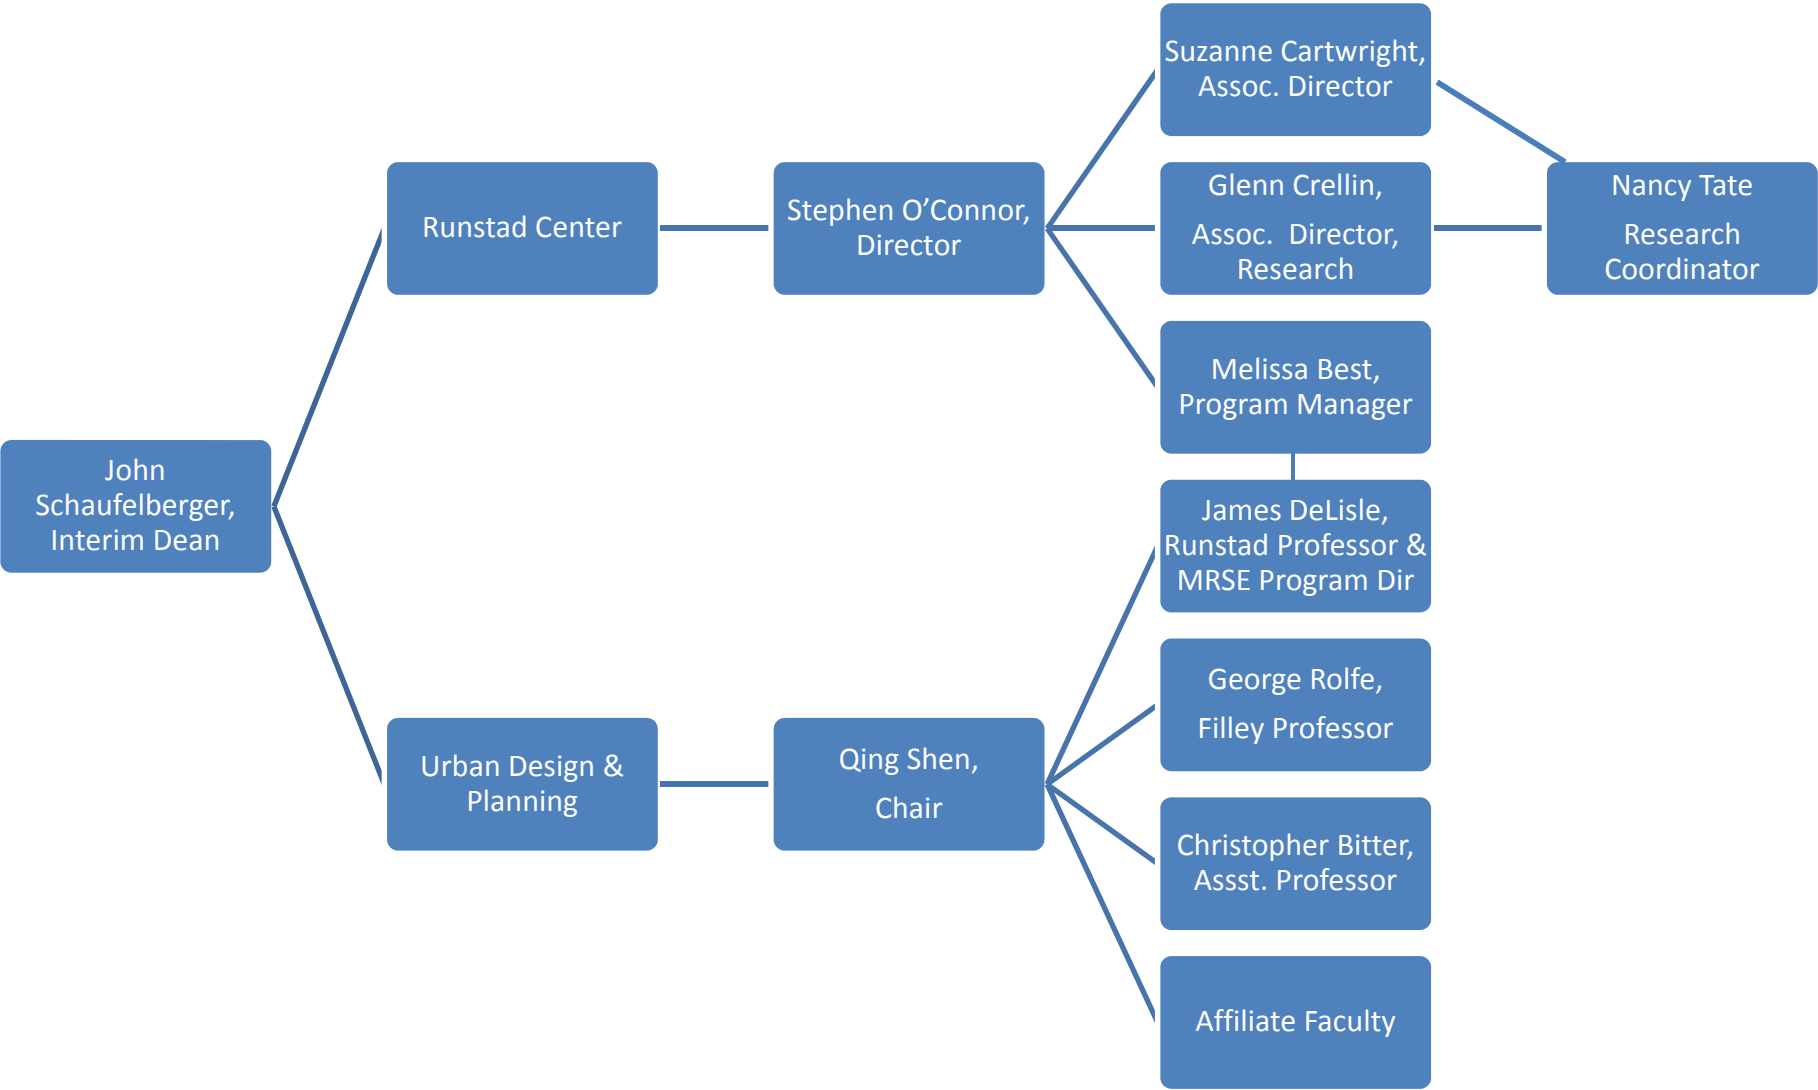 Suzanne Cartwright,
Assoc. Director
Runstad Center
Stephen O’Connor,
Director
Glenn Crellin,
Assoc.  Director,
Research
Nancy Tate
Research
Coordinator
Melissa Best,
Program Manager
John
Schaufelberger,
Interim Dean
James DeLisle,
Runstad Professor &
MRSE Program Dir
George Rolfe,
Filley Professor
Urban Design &
Planning
Qing Shen,
Chair
Christopher Bitter,
Assst. Professor
Affiliate Faculty